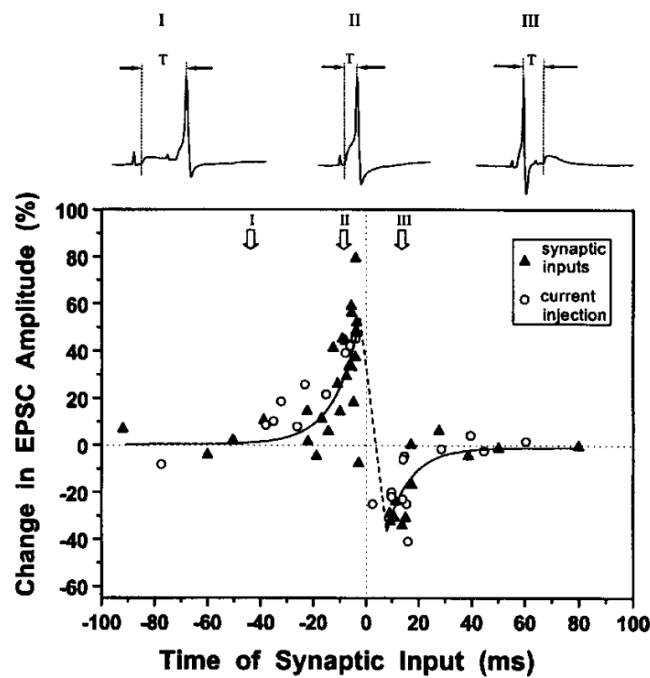 I II III
T T T
I II III
Change in EPSC Amplitude (%)
100
80
60
40
20
0
-20
-40
-60
synaptic
inputs
current
injection
-100 -80 -60 -40 -20 0 20 40 60 80 100
Time of Synaptic Input (ms)